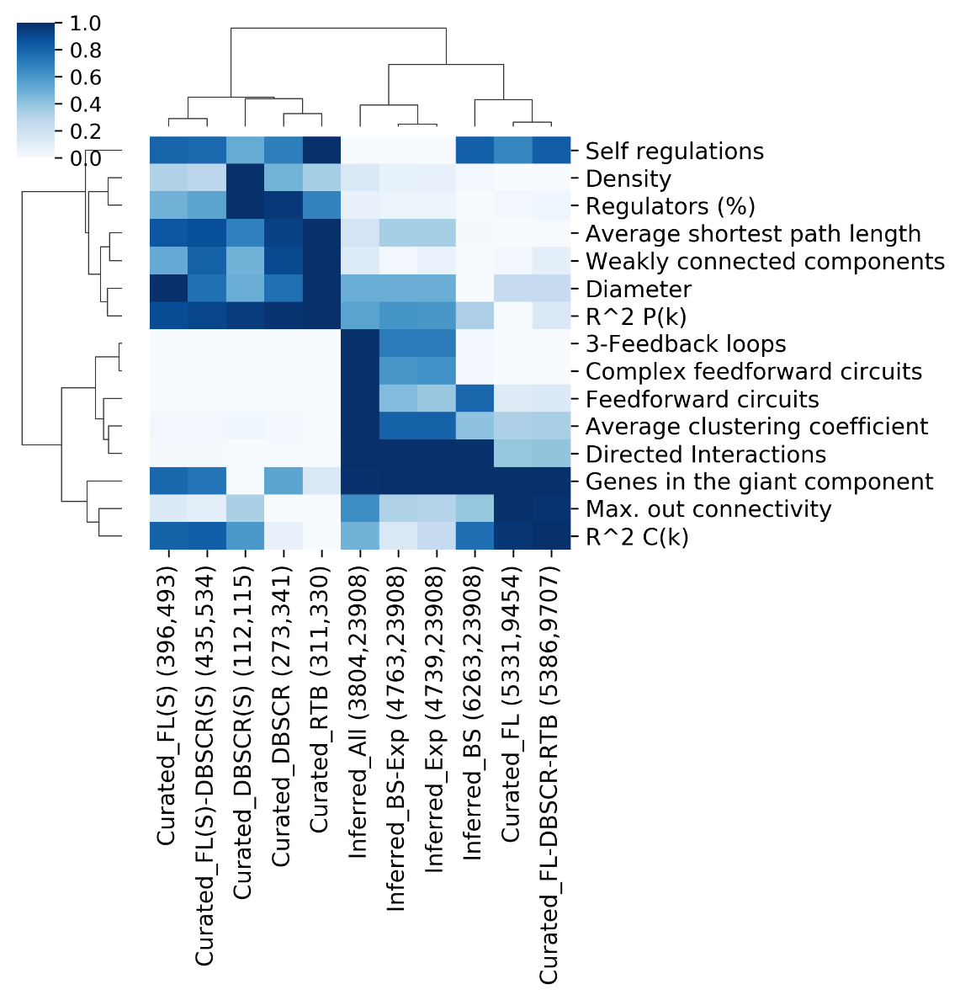 1.0
0.8
0.6
0.4
0.2
0.0
Self regulations
Density
Regulators (%)
Average shortest path length
Weakly connected components
Diameter
R^2 P(k)
3-Feedback loops
Complex feedforward circuits
Feedforward circuits
Average clustering coefficient
Directed Interactions
Genes in the giant component
Max. out connectivity
R^2 C(k)
Curated_FL(S) (396,493)
Curated_FL(S)-DBSCR(S) (435,534)
Curated_DBSCR(S) (112,115)
Curated_DBSCR (273,341)
Curated_RTB (311,330)
Inferred_All (3804,23908)
Inferred_BS-Exp (4763,23908)
Inferred_Exp (4739,23908)
Inferred_BS (6263,23908)
Curated_FL (5331,9454)
Curated_FL-DBSCR-RTB (5386,9707)